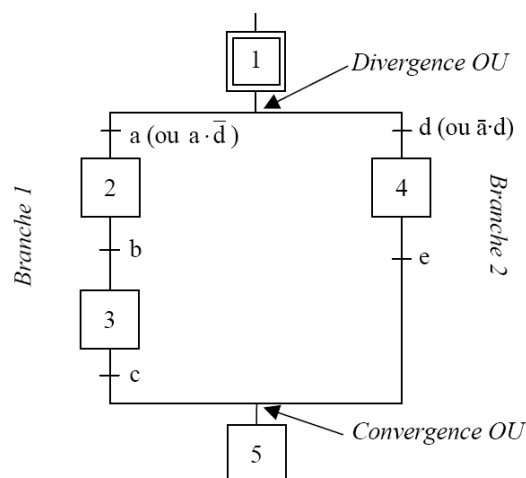 1
Divergence OU
a (ou a · d̅ )
d (ou ā·d)
2
4
Branche 1
Branche 2
b
e
3
c
Convergence OU
5